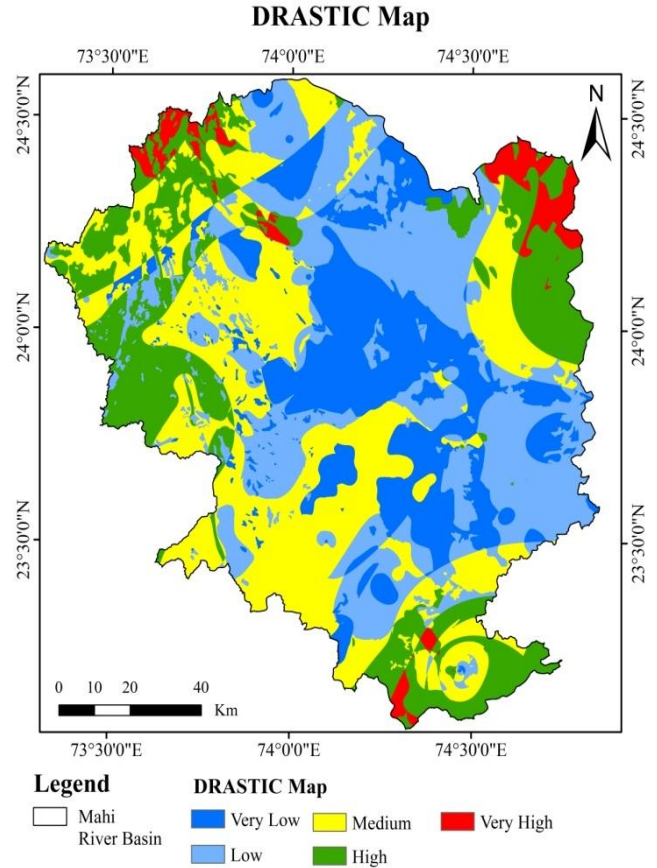 DRASTIC Map
73°30'0"E 74°0'0"E 74°30'0"E
N
24°30'0"N 24°30'0"N
24°0'0"N 24°0'0"N
23°30'0"N 23°30'0"N
0 10 20 40
Km
73°30'0"E 74°0'0"E 74°30'0"E
Legend DRASTIC Map
Mahi River Basin
Very Low Medium Very High
Low High